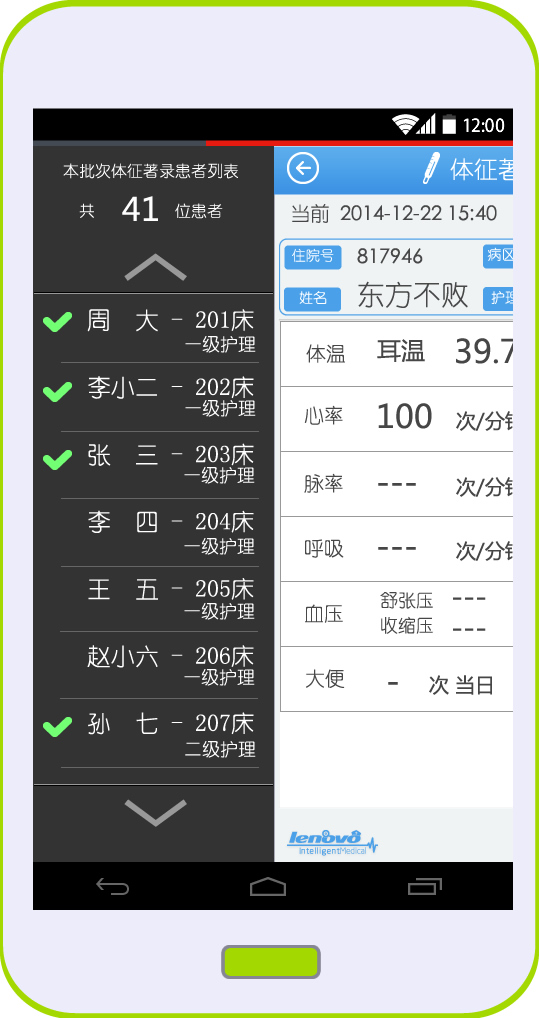 12:00
本批次体征著录患者列表
共 41 位患者
周 大 - 201床
一级护理
李小二 - 202床
一级护理
张 三 - 203床
一级护理
李 四 - 204床
一级护理
王 五 - 205床
一级护理
赵小六 - 206床
一级护理
孙 七 - 207床
二级护理
体征著
当前 2014-12-22 15:40
住院号 817946 病区
姓名 东方不败 护理
体温 耳温 39.7
心率 100 次/分钟
脉率 --- 次/分钟
呼吸 --- 次/分钟
血压 舒张压 ---
收缩压 ---
大便 - 次 当日
lenovo
IntelligentMedical